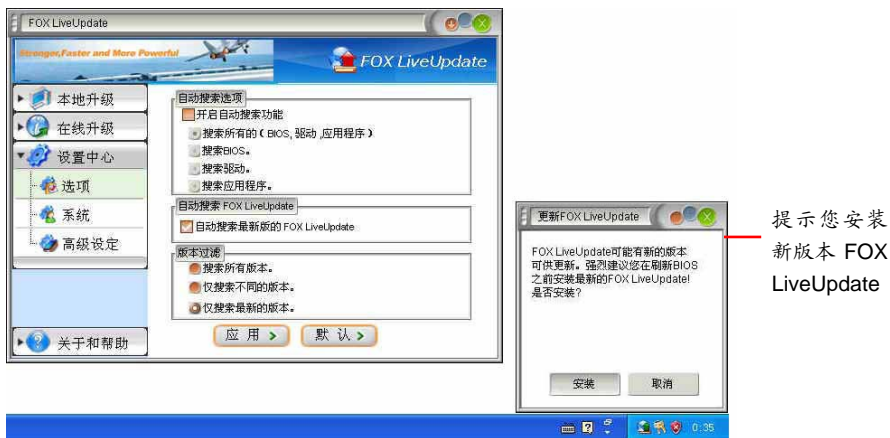 FOX LiveUpdate
Stronger,Faster and More Powerful
FOX LiveUpdate
本地升级
在线升级
设置中心
选项
系统
高级设定
关于和帮助
自动搜索选项
开启自动搜索功能
搜索所有的 ( BIOS, 驱动 ,应用程序 )
搜索BIOS。
搜索驱动。
搜索应用程序。
自动搜索 FOX LiveUpdate
自动搜索最新版的 FOX LiveUpdate
版本过滤
搜索所有版本。
仅搜索不同的版本。
仅搜索最新的版本。
应 用
默 认
更新FOX LiveUpdate
FOX LiveUpdate可能有新的版本
可供更新。强烈建议您在刷新BIOS
之前安装最新的FOX LiveUpdate!
是否安装?
安装
取消
提示您安装
新版本 FOX
LiveUpdate
0:35